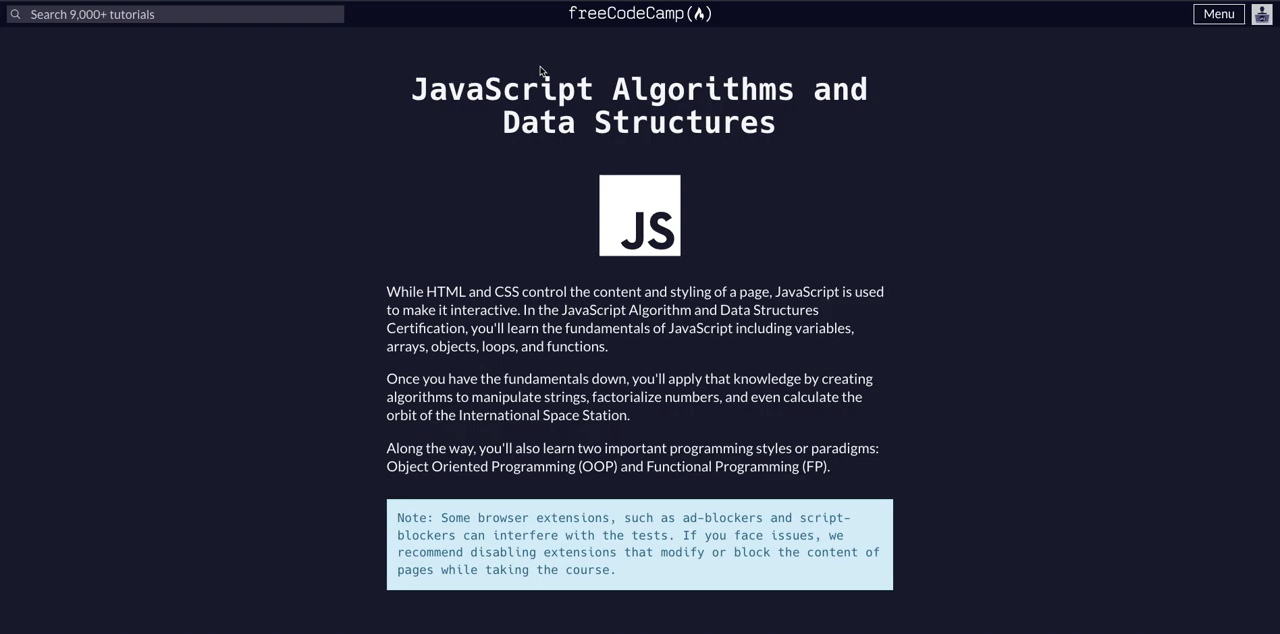 Search 9,000+ tutorials
freeCodeCamp
Menu
JavaScript Algorithms and
Data Structures
JS
While HTML and CSS control the content and styling of a page, JavaScript is used
to make it interactive. In the JavaScript Algorithm and Data Structures
Certification, you'll learn the fundamentals of JavaScript including variables,
arrays, objects, loops, and functions.
Once you have the fundamentals down, you'll apply that knowledge by creating
algorithms to manipulate strings, factorialize numbers, and even calculate the
orbit of the International Space Station.
Along the way, you'll also learn two important programming styles or paradigms:
Object Oriented Programming (OOP) and Functional Programming (FP).
Note: Some browser extensions, such as ad-blockers and script-
blockers can interfere with the tests. If you face issues, we
recommend disabling extensions that modify or block the content of
pages while taking the course.